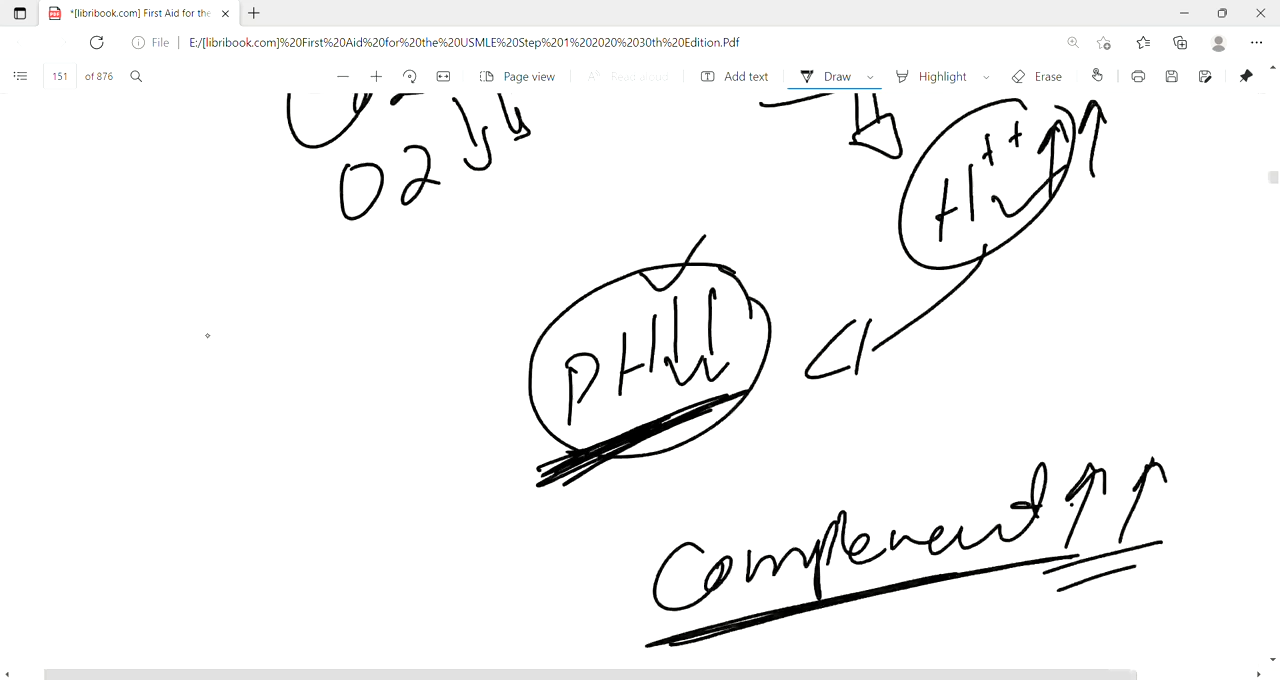 *[libribook.com] First Aid for the
File E:/[libribook.com]%20First%20Aid%20for%20the%20USMLE%20Step%201%202020%2030th%20Edition.Pdf
151 of 876 Page view Read aloud Add text Draw Highlight Erase
O2 ↓↓
H++ ↑↑
pH↓↓
Complement ↑↑